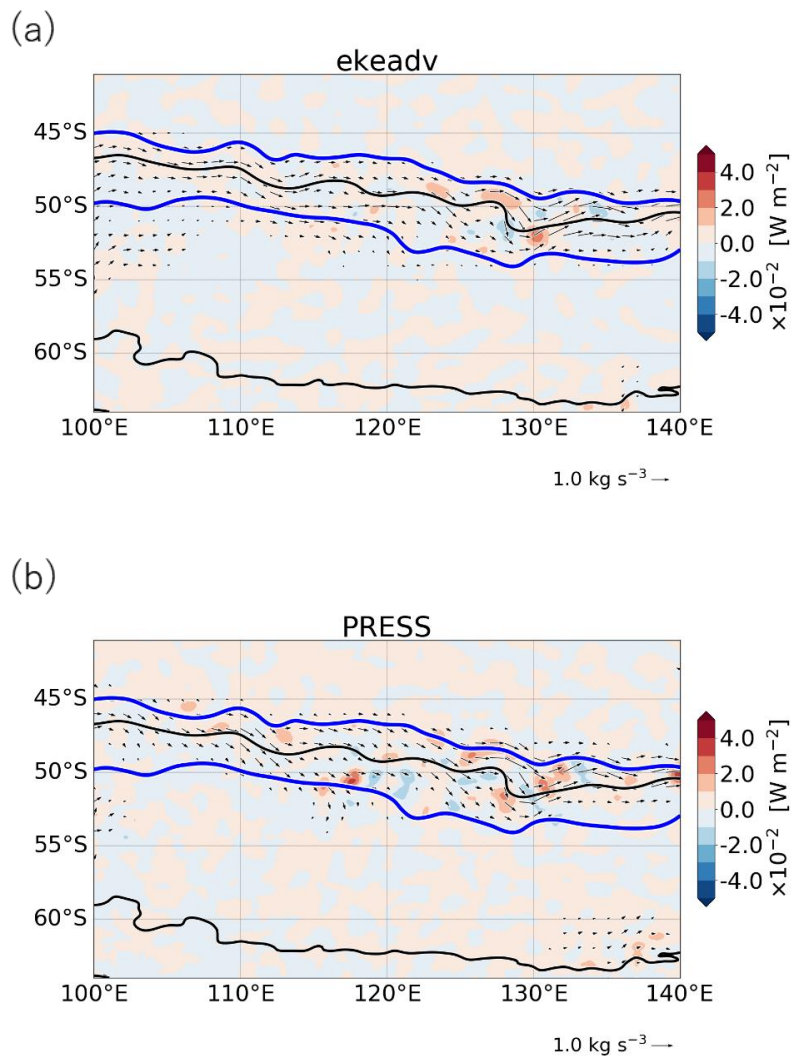 (a)
ekeadv
45°S
50°S
55°S
60°S
100°E 110°E 120°E 130°E 140°E
4.0
2.0
0.0
-2.0
-4.0
×10⁻² [W m⁻²]
1.0 kg s⁻³
(b)
PRESS
45°S
50°S
55°S
60°S
100°E 110°E 120°E 130°E 140°E
4.0
2.0
0.0
-2.0
-4.0
×10⁻² [W m⁻²]
1.0 kg s⁻³